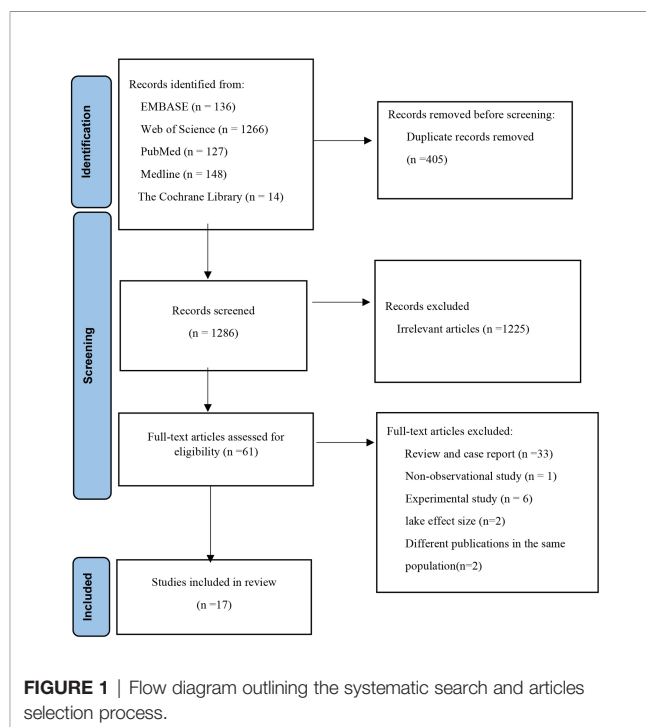 Identification
Records identified from:
EMBASE (n = 136)
Web of Science (n = 1266)
PubMed (n = 127)
Medline (n = 148)
The Cochrane Library (n = 14)
Records removed before screening:
Duplicate records removed
(n =405)
Screening
Records screened
(n = 1286)
Records excluded
Irrelevant articles (n =1225)
Full-text articles assessed for
eligibility (n =61)
Full-text articles excluded:
Review and case report (n =33)
Non-observational study (n = 1)
Experimental study (n = 6)
lake effect size (n=2)
Different publications in the same
population(n=2)
Included
Studies included in review
(n =17)
FIGURE 1 | Flow diagram outlining the systematic search and articles
selection process.